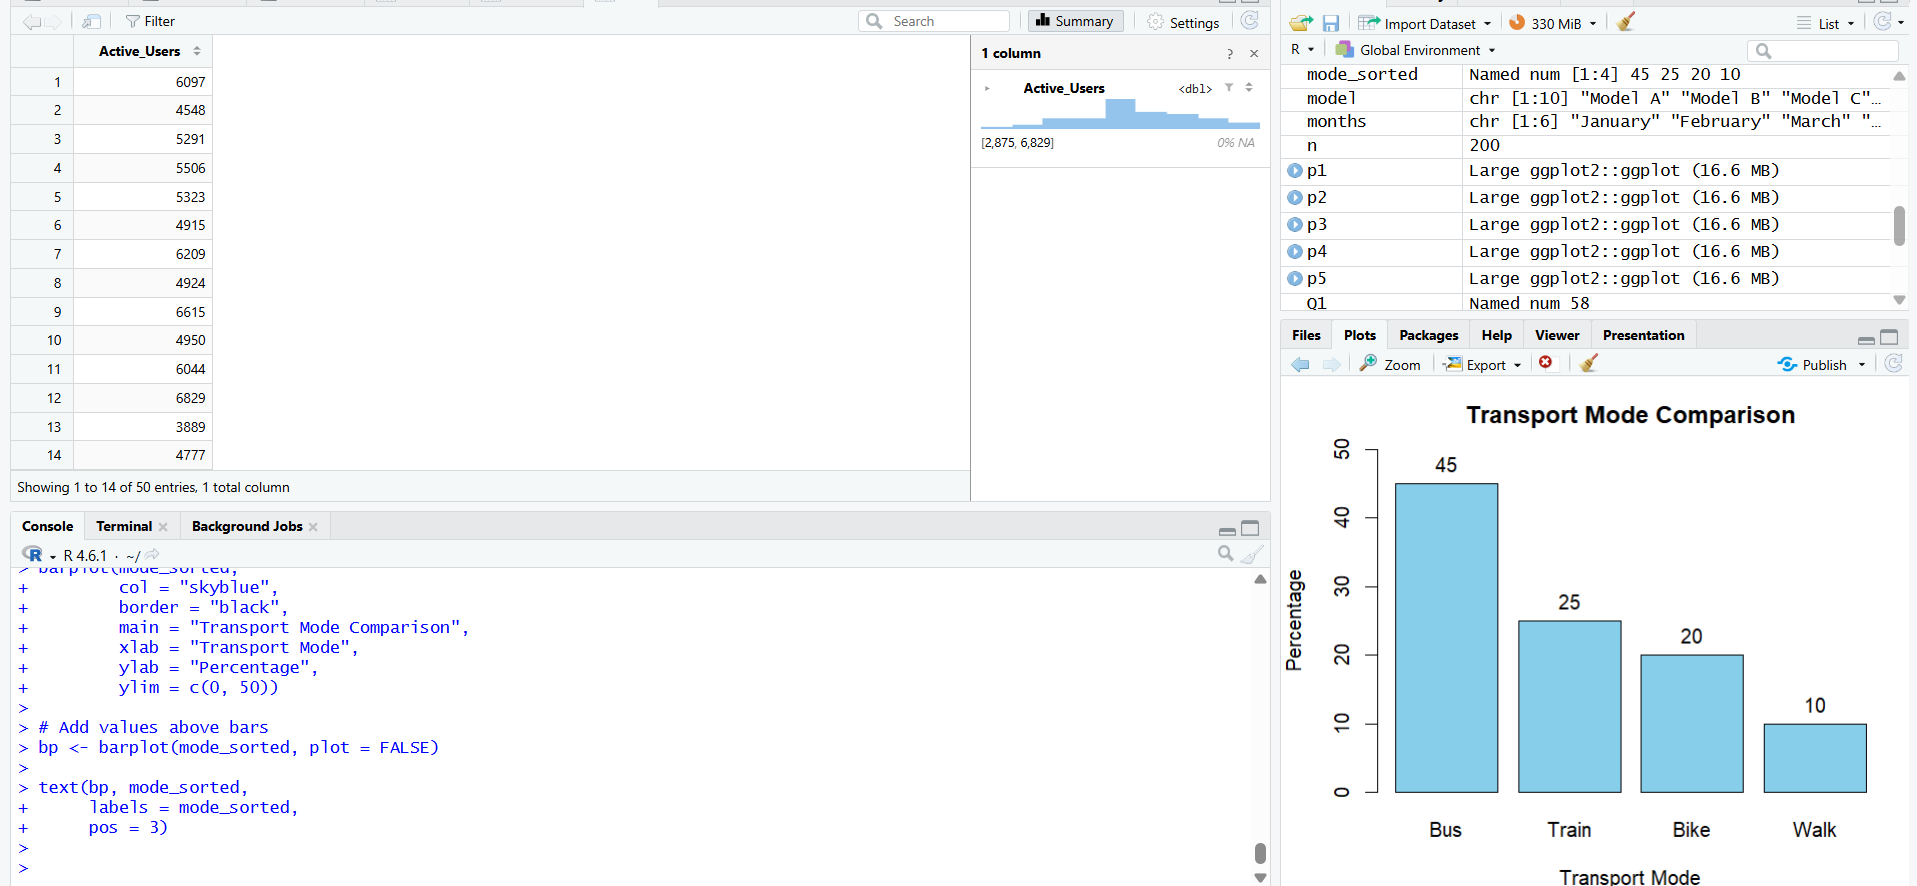 Filter
Search
Summary
Settings
Active_Users
1 6097
2 4548
3 5291
4 5506
5 5323
6 4915
7 6209
8 4924
9 6615
10 4950
11 6044
12 6829
13 3889
14 4777
Showing 1 to 14 of 50 entries, 1 total column
1 column
?
Active_Users <dbl>
[2,875, 6,829] 0% NA
Console Terminal Background Jobs
R R 4.6.1 · ~/
> barplot(mode_sorted,
+ col = "skyblue",
+ border = "black",
+ main = "Transport Mode Comparison",
+ xlab = "Transport Mode",
+ ylab = "Percentage",
+ ylim = c(0, 50))
>
> # Add values above bars
> bp <- barplot(mode_sorted, plot = FALSE)
>
> text(bp, mode_sorted,
+ labels = mode_sorted,
+ pos = 3)
>
>
Import Dataset 330 MiB List
R Global Environment
mode_sorted Named num [1:4] 45 25 20 10
model chr [1:10] "Model A" "Model B" "Model C"…
months chr [1:6] "January" "February" "March" "…
n 200
p1 Large ggplot2::ggplot (16.6 MB)
p2 Large ggplot2::ggplot (16.6 MB)
p3 Large ggplot2::ggplot (16.6 MB)
p4 Large ggplot2::ggplot (16.6 MB)
p5 Large ggplot2::ggplot (16.6 MB)
Q1 Named num 58
Files Plots Packages Help Viewer Presentation
Zoom Export Publish
Transport Mode Comparison
Percentage
50
40
30
20
10
0
45
25
20
10
Bus Train Bike Walk
Transport Mode